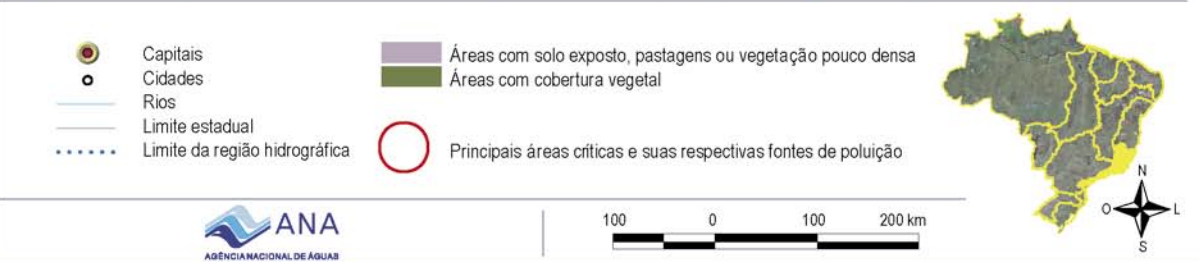 Capitais
Cidades
Rios
Limite estadual
Limite da região hidrográfica
Áreas com solo exposto, pastagens ou vegetação pouco densa
Áreas com cobertura vegetal
Principais áreas críticas e suas respectivas fontes de poluição
N
O L
S
ANA
AGÊNCIA NACIONAL DE ÁGUAS
100 0 100 200 km